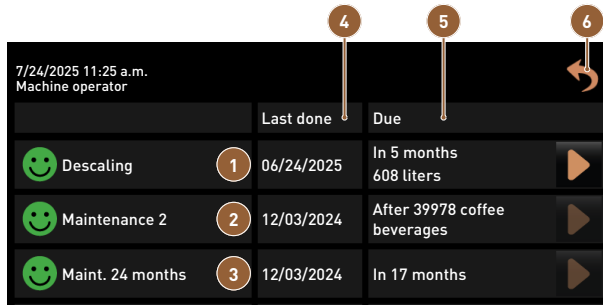 4 5 6
7/24/2025 11:25 a.m.
Machine operator
Last done Due
Descaling 1 06/24/2025 In 5 months
608 liters
Maintenance 2 2 12/03/2024 After 39978 coffee
beverages
Maint. 24 months 3 12/03/2024 In 17 months